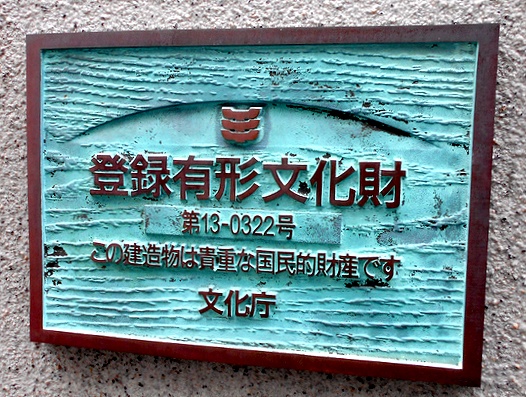 登録有形文化財
第13-0322号
この建造物は貴重な国民的財産です
文化庁